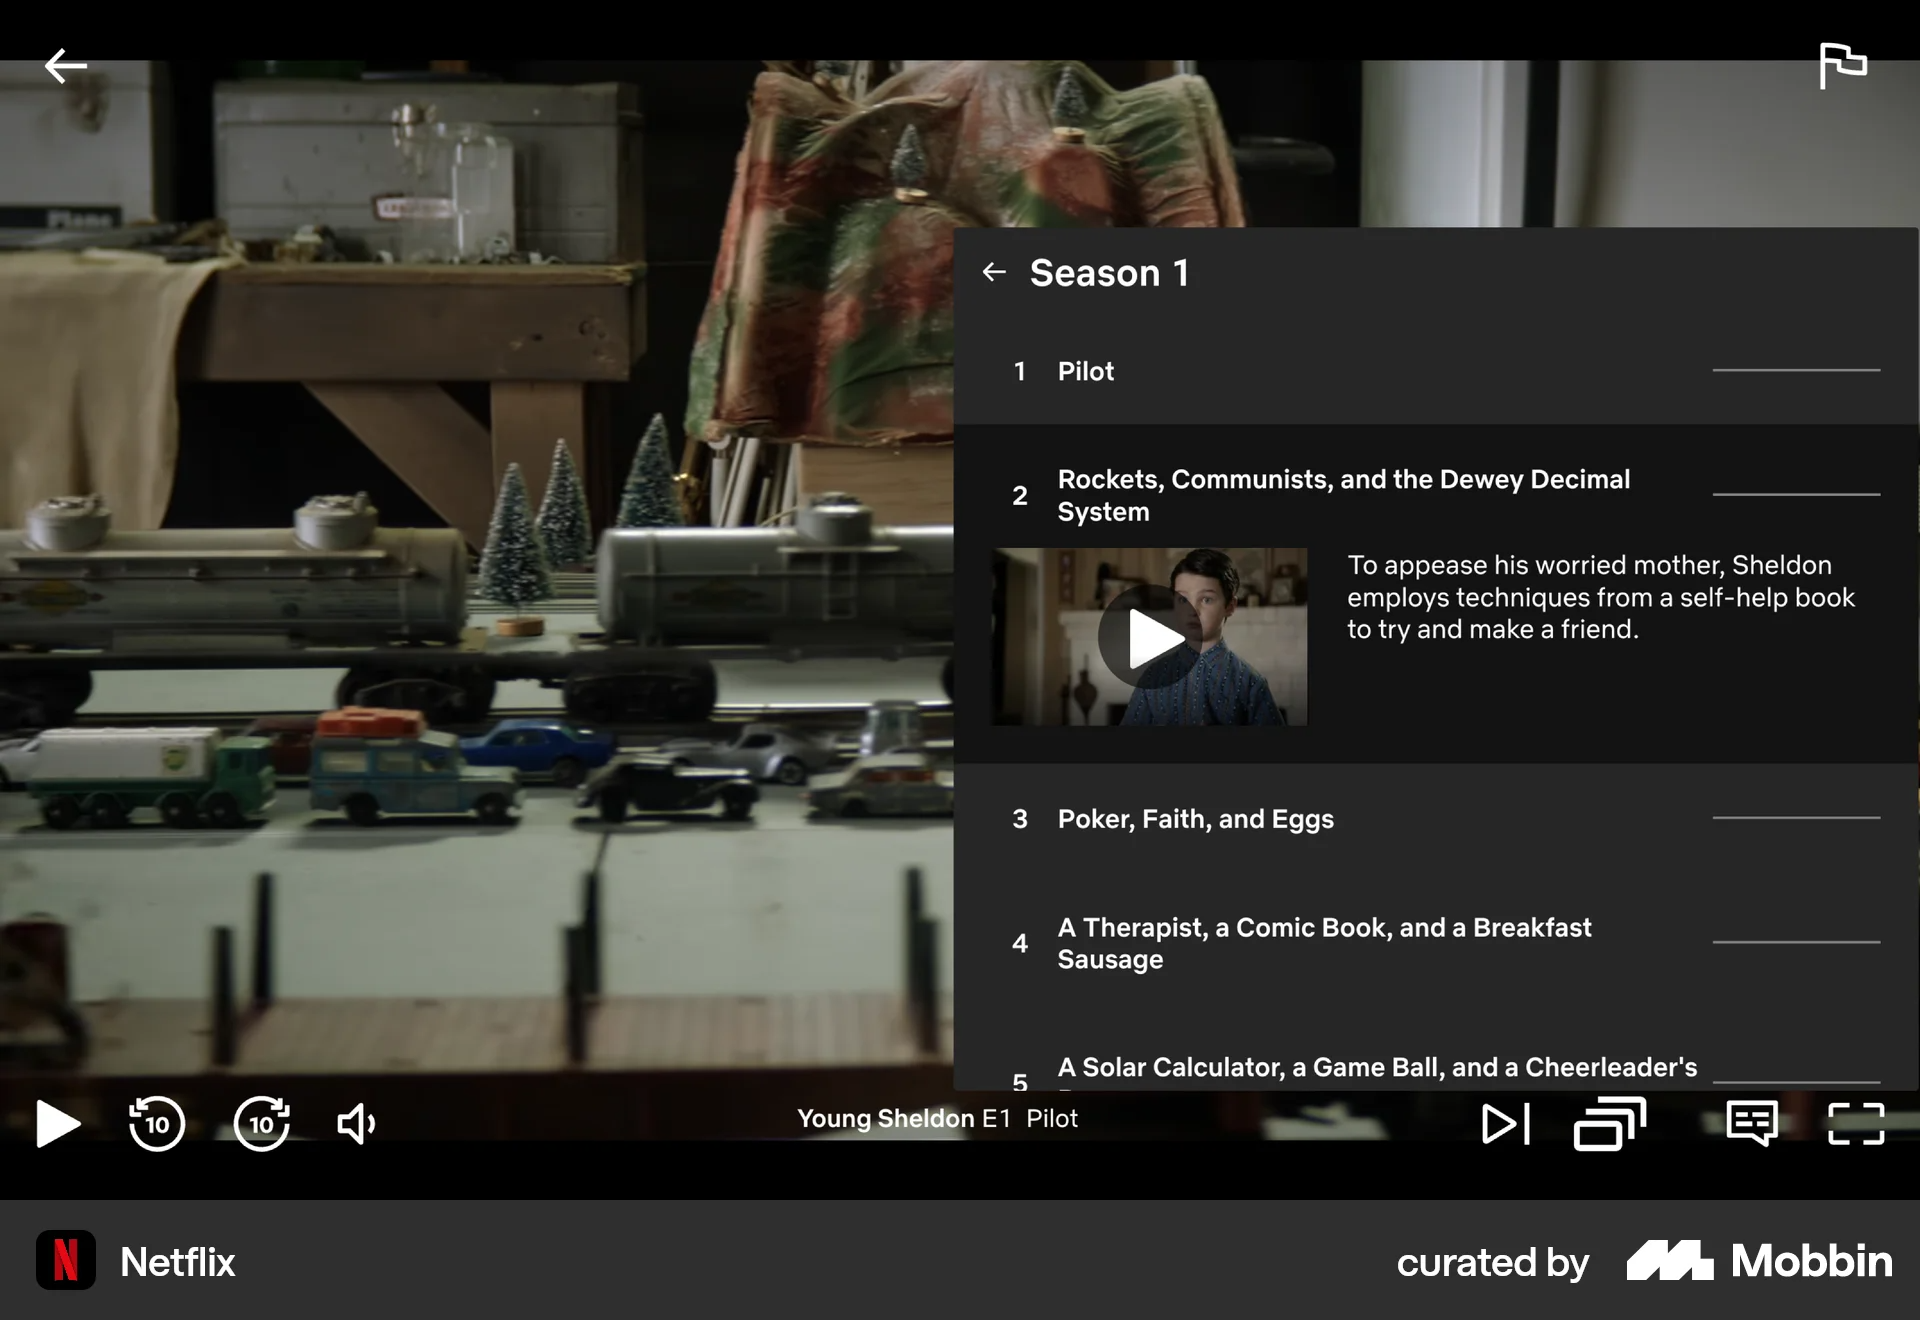 Plano
Season 1
1 Pilot
2 Rockets, Communists, and the Dewey Decimal
System
To appease his worried mother, Sheldon
employs techniques from a self-help book
to try and make a friend.
3 Poker, Faith, and Eggs
4 A Therapist, a Comic Book, and a Breakfast
Sausage
5 A Solar Calculator, a Game Ball, and a Cheerleader's
10 10 Young Sheldon E1 Pilot
Netflix
curated by Mobbin